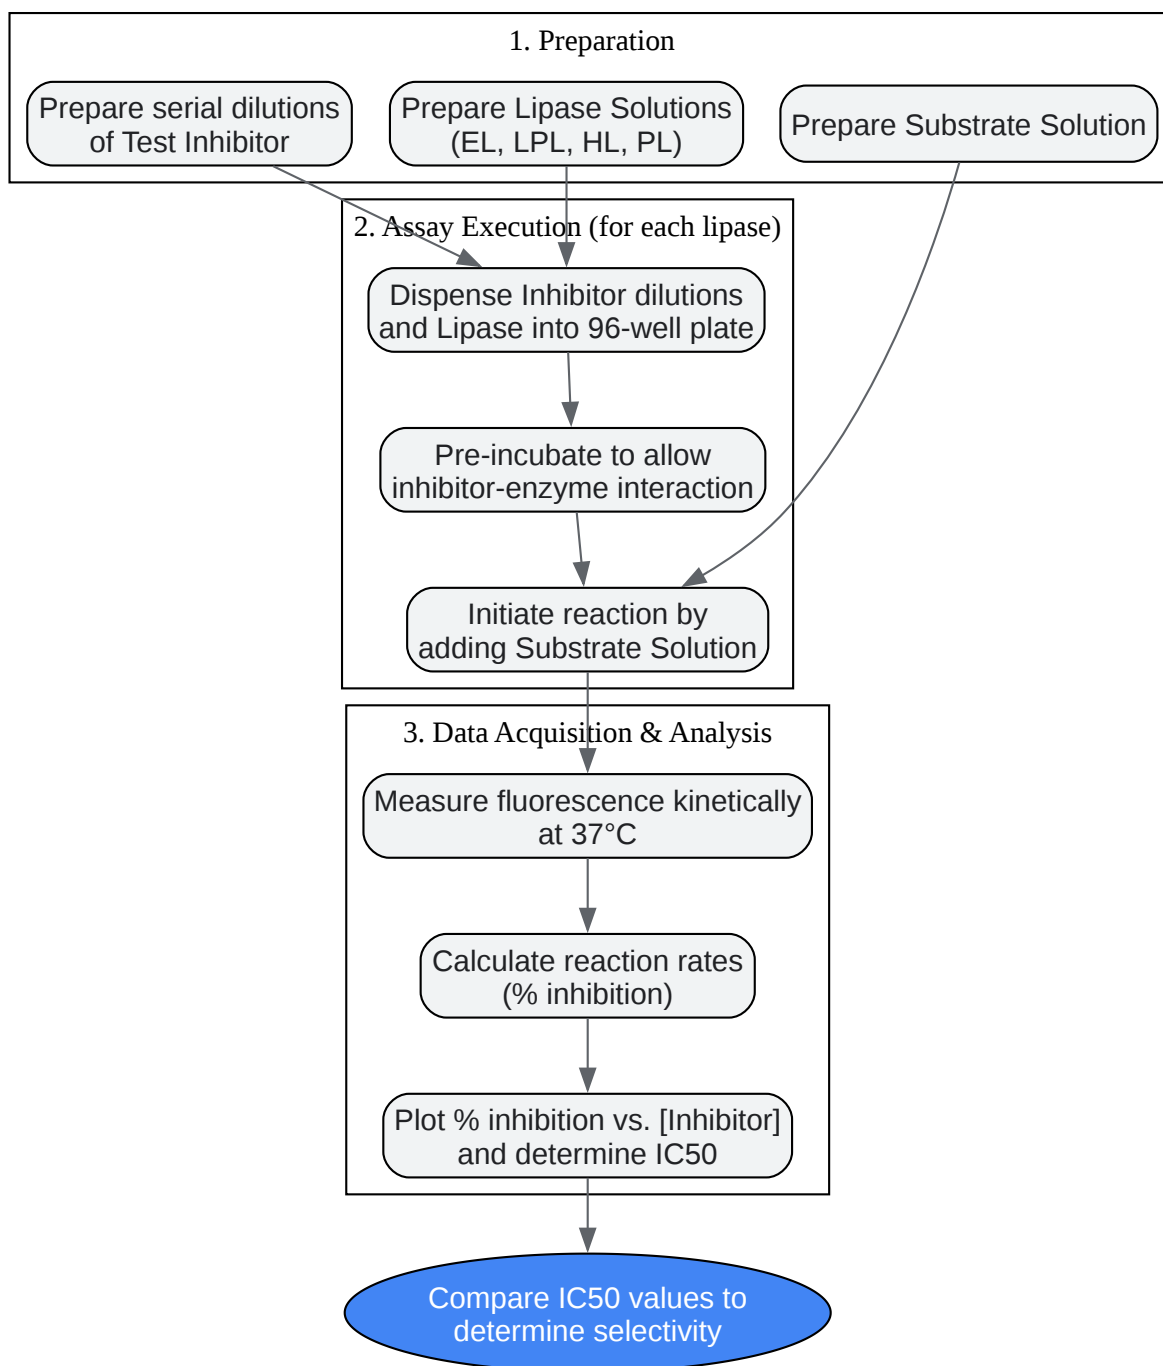 1. Preparation
Prepare serial dilutions
of Test Inhibitor
Prepare Lipase Solutions
(EL, LPL, HL, PL)
Prepare Substrate Solution
2. Assay Execution (for each lipase)
Dispense Inhibitor dilutions
and Lipase into 96-well plate
Pre-incubate to allow
inhibitor-enzyme interaction
Initiate reaction by
adding Substrate Solution
3. Data Acquisition & Analysis
Measure fluorescence kinetically
at 37°C
Calculate reaction rates
(% inhibition)
Plot % inhibition vs. [Inhibitor]
and determine IC50
Compare IC50 values to
determine selectivity